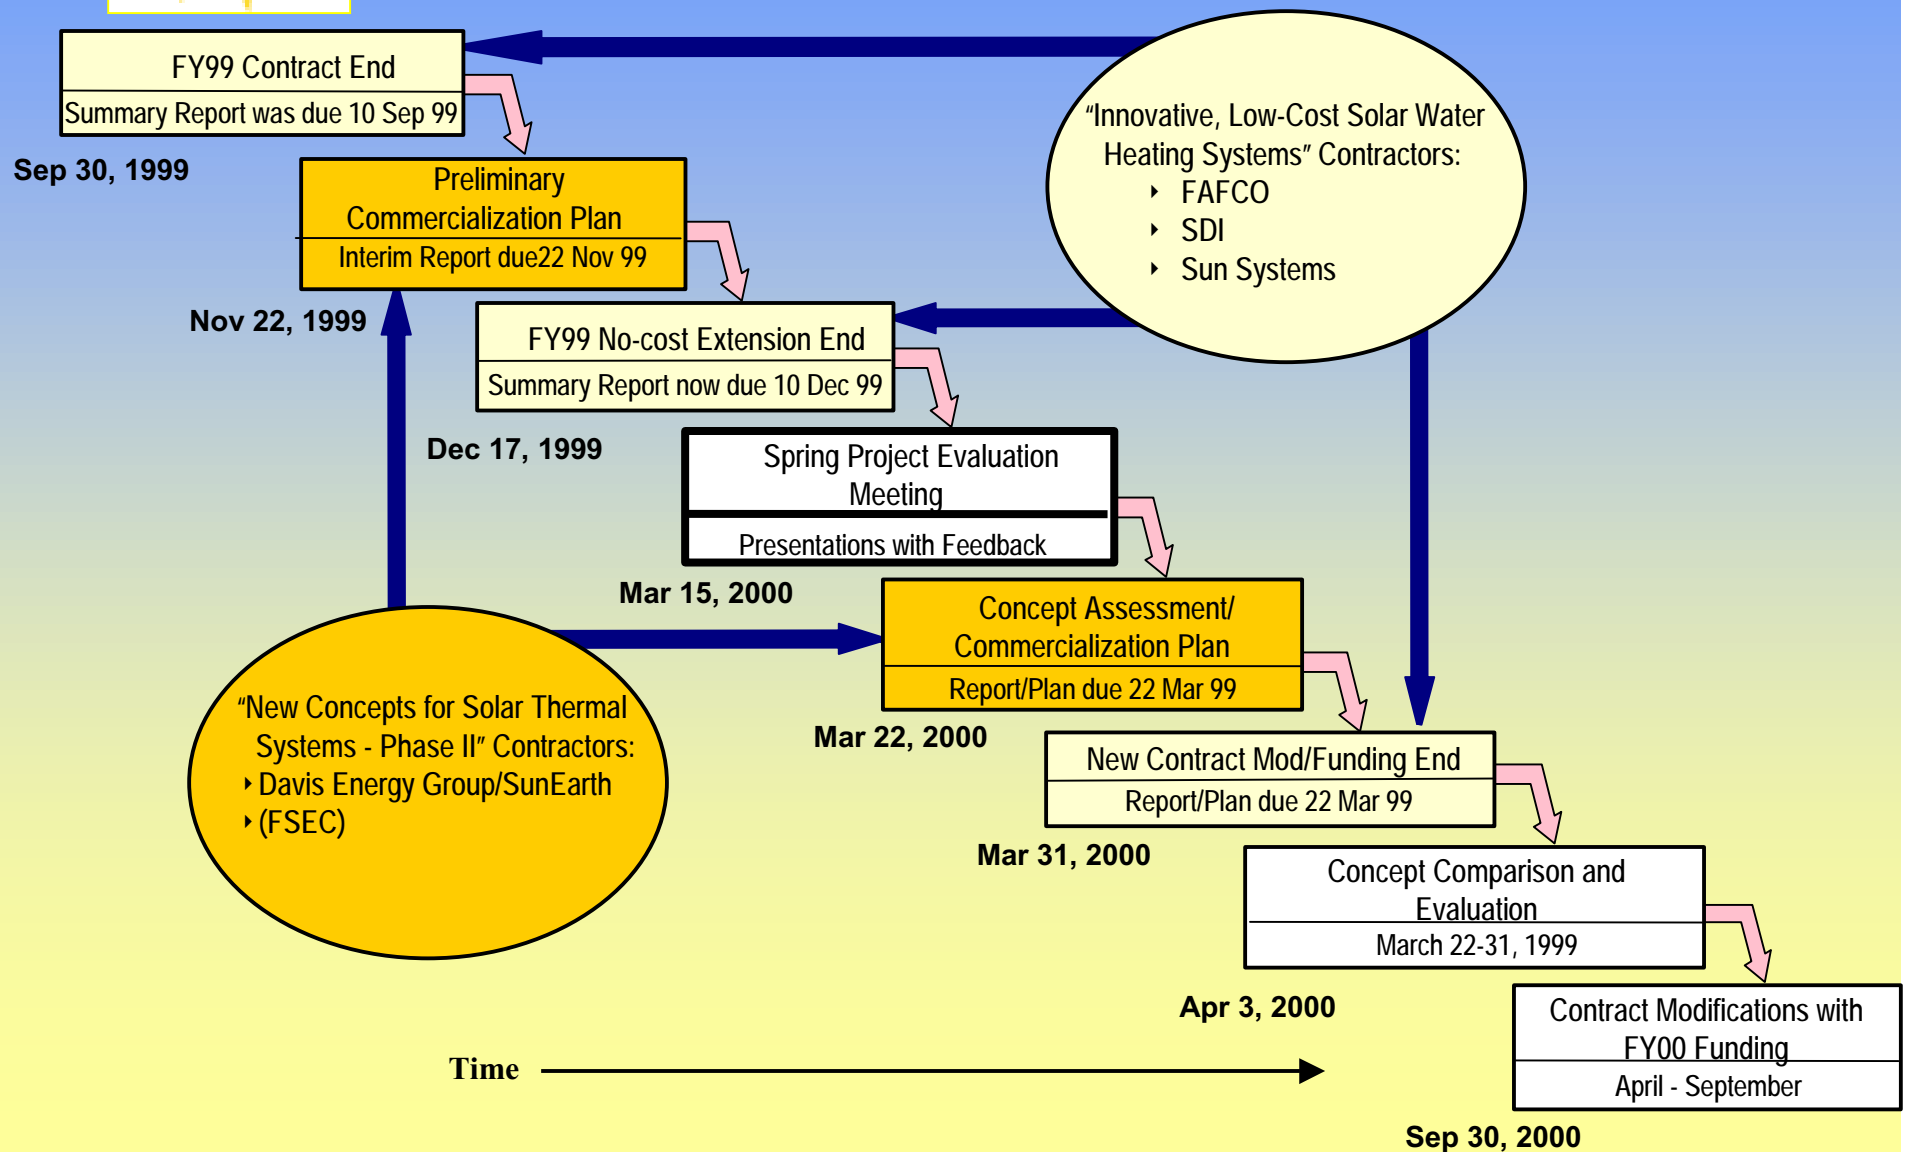 FY99 Contract End
Summary Report was due 10 Sep 99
Sep 30, 1999
Preliminary
Commercialization Plan
Interim Report due22 Nov 99
Nov 22, 1999
FY99 No-cost Extension End
Summary Report now due 10 Dec 99
Dec 17, 1999
Spring Project Evaluation
Meeting
Presentations with Feedback
Mar 15, 2000
Concept Assessment/
Commercialization Plan
Report/Plan due 22 Mar 99
Mar 22, 2000
New Contract Mod/Funding End
Report/Plan due 22 Mar 99
Mar 31, 2000
Concept Comparison and
Evaluation
March 22-31, 1999
Apr 3, 2000
Contract Modifications with
FY00 Funding
April - September
Sep 30, 2000
"Innovative, Low-Cost Solar Water
Heating Systems" Contractors:
‣ FAFCO
‣ SDI
‣ Sun Systems
"New Concepts for Solar Thermal
Systems - Phase II" Contractors:
‣ Davis Energy Group/SunEarth
‣ (FSEC)
Time